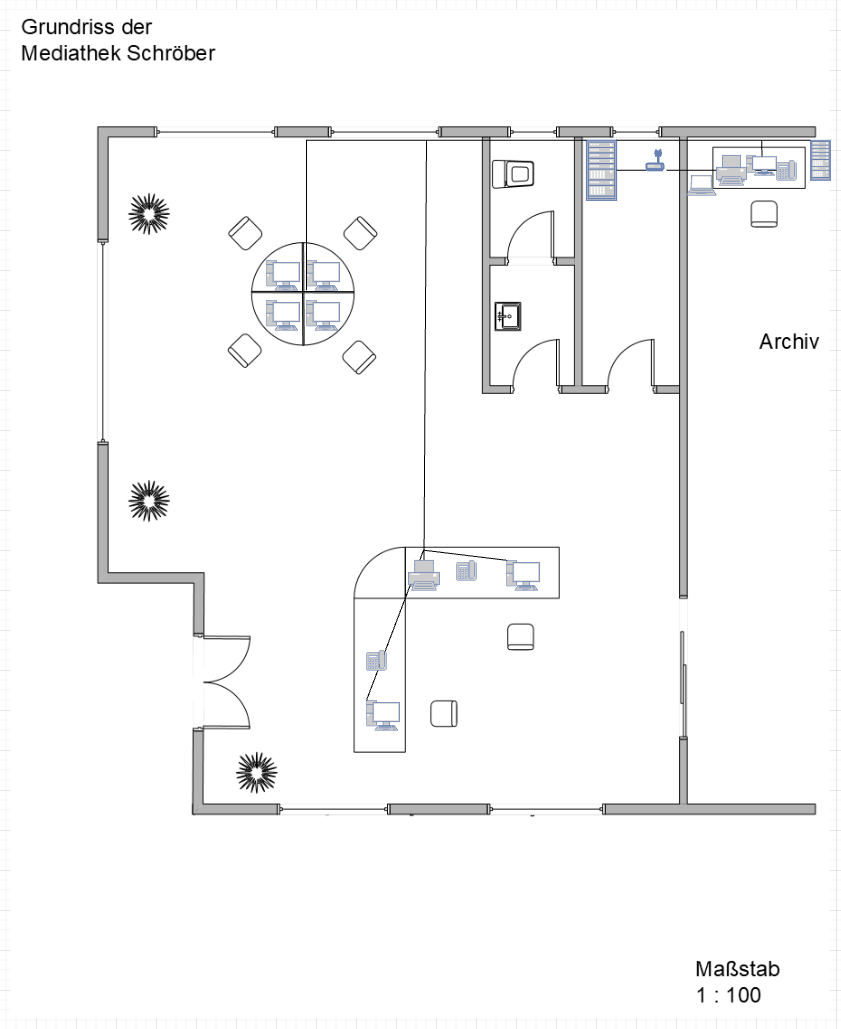 Grundriss der
Mediathek Schröber
Archiv
Maßstab
1 : 100